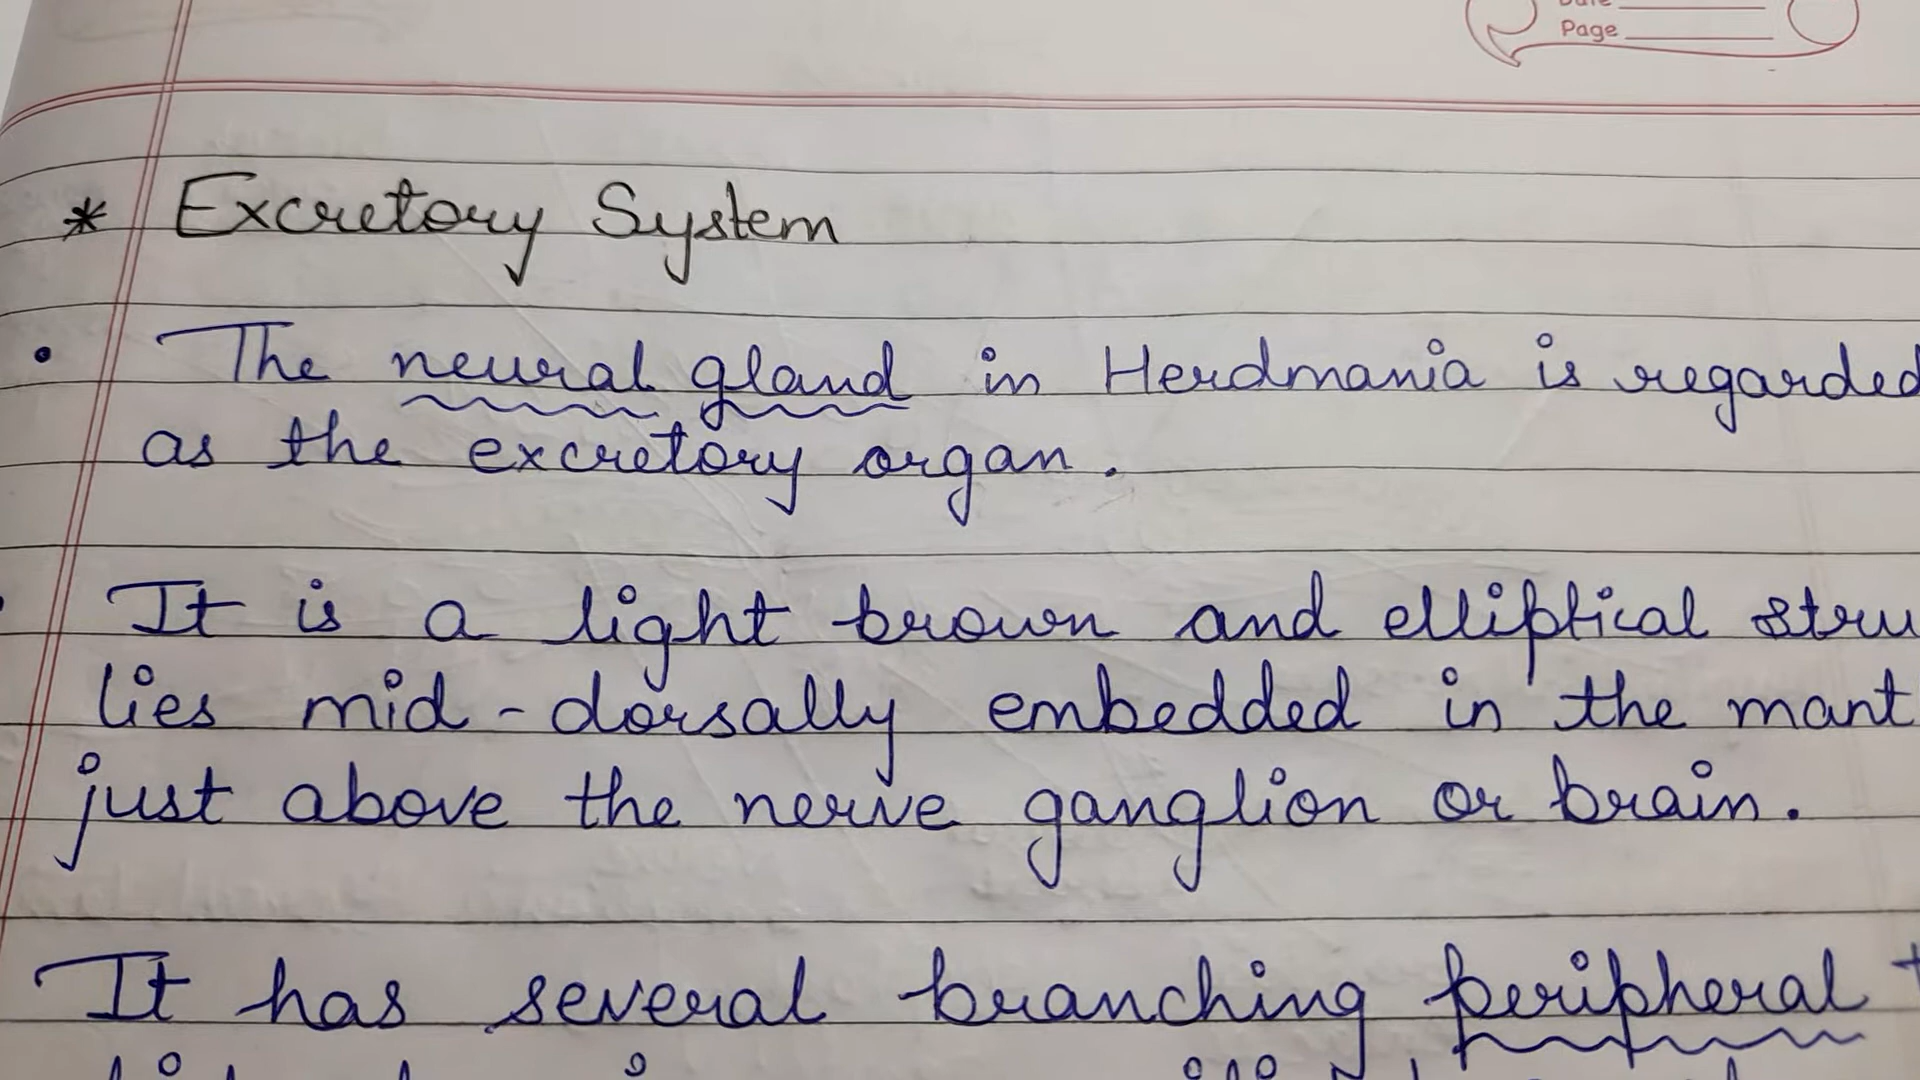 Date
Page
* Excretory System
• The neural gland in Herdmania is regarded
as the excretory organ.
• It is a light brown and elliptical stru
lies mid-dorsally embedded in the mant
just above the nerve ganglion or brain.
It has several branching peripheral t